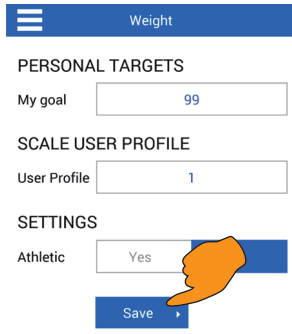 Weight
PERSONAL TARGETS
My goal 99
SCALE USER PROFILE
User Profile 1
SETTINGS
Athletic Yes
Save